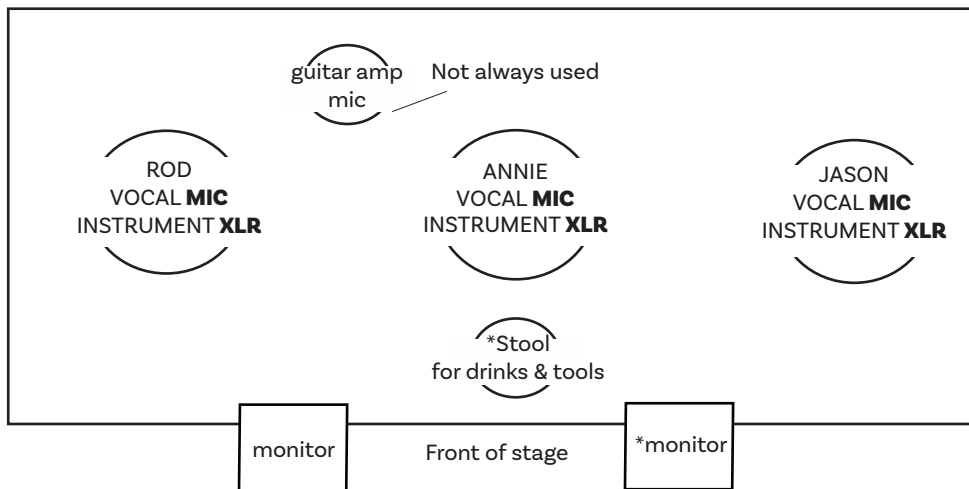 guitar amp
mic
Not always used
ROD
VOCAL MIC
INSTRUMENT XLR
ANNIE
VOCAL MIC
INSTRUMENT XLR
JASON
VOCAL MIC
INSTRUMENT XLR
*Stool
for drinks & tools
monitor
Front of stage
*monitor